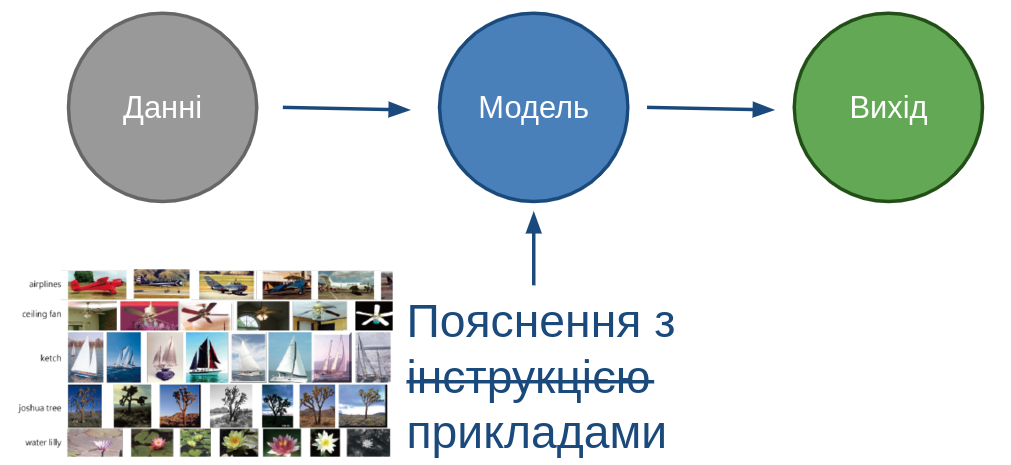 Данні
Модель
Вихід
airplines
ceiling fan
ketch
joshua tree
water lilly
Пояснення з
інструкцією
прикладами